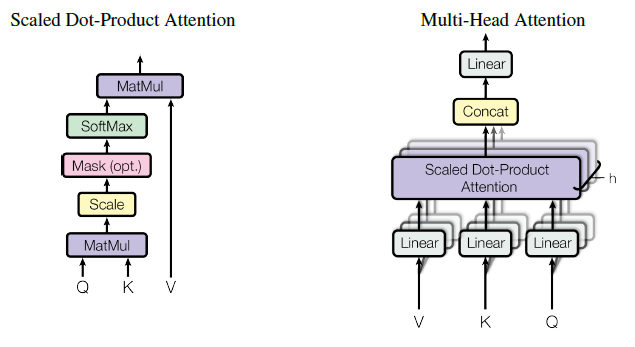 Scaled Dot-Product Attention
MatMul
SoftMax
Mask (opt.)
Scale
MatMul
Q K V
Multi-Head Attention
Linear
Concat
Scaled Dot-Product
Attention
h
Linear Linear Linear
V K Q